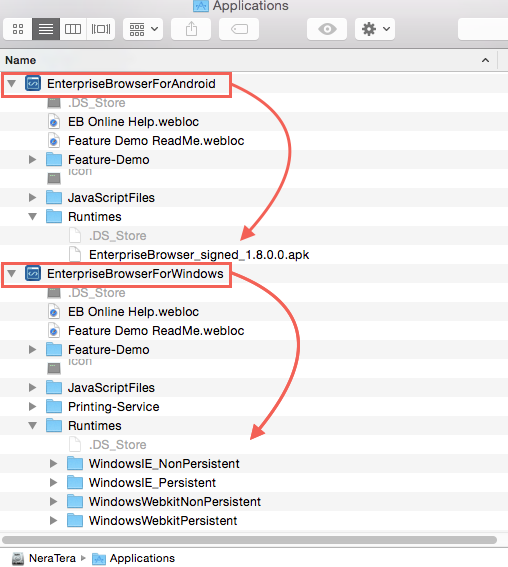 Applications
Name
EnterpriseBrowserForAndroid
.DS_Store
EB Online Help.webloc
Feature Demo ReadMe.webloc
Feature-Demo
Icon
JavaScriptFiles
Runtimes
.DS_Store
EnterpriseBrowser_signed_1.8.0.0.apk
EnterpriseBrowserForWindows
.DS_Store
EB Online Help.webloc
Feature Demo ReadMe.webloc
Feature-Demo
Icon
JavaScriptFiles
Printing-Service
Runtimes
.DS_Store
WindowsIE_NonPersistent
WindowsIE_Persistent
WindowsWebkitNonPersistent
WindowsWebkitPersistent
NeraTera Applications